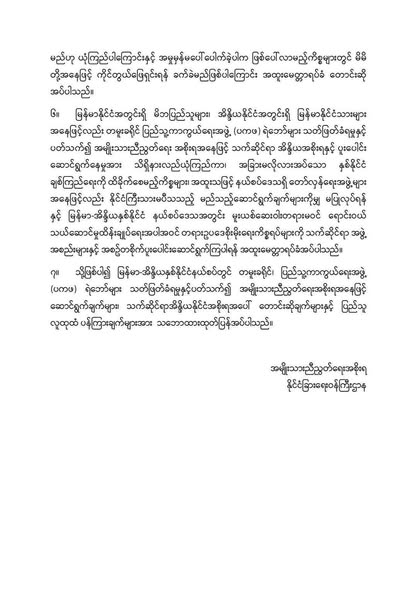 မည်ဟု ယုံကြည်ပါကြောင်းနှင့် အမှုမှန်မပေါ်ပေါက်ခဲ့ပါက ဖြစ်ပေါ်လာမည့်ကိစ္စများတွင် မိမိ
တို့အနေဖြင့် ကိုင်တွယ်ဖြေရှင်းရန် ခက်ခဲမည်ဖြစ်ပါကြောင်း အထူးမေတ္တာရပ်ခံ တောင်းဆို
အပ်ပါသည်။
၆။ မြန်မာနိုင်ငံအတွင်းရှိ မိဘပြည်သူများ၊ အိန္ဒိယနိုင်ငံအတွင်းရှိ မြန်မာနိုင်ငံသားများ
အနေဖြင့်လည်း တမူးခရိုင် ပြည်သူ့ကာကွယ်ရေးအဖွဲ့ (ပကဖ) ရဲဘော်များ သတ်ဖြတ်ခံရမှုနှင့်
ပတ်သက်၍ အမျိုးသားညီညွတ်ရေး အစိုးရအနေဖြင့် သက်ဆိုင်ရာ အိန္ဒိယအစိုးရနှင့် ပူးပေါင်း
ဆောင်ရွက်နေမှုအား သိရှိနားလည်ယုံကြည်ကာ၊ အခြားမလိုလားအပ်သော နှစ်နိုင်ငံ
ချစ်ကြည်ရေးကို ထိခိုက်စေမည့်ကိစ္စများ၊ အထူးသဖြင့် နယ်စပ်ဒေသရှိ တော်လှန်ရေးအဖွဲ့များ
အနေဖြင့်လည်း နိုင်ငံကြီးသားမပီသသည့် မည်သည့်ဆောင်ရွက်ချက်များကိုမျှ မပြုလုပ်ရန်
နှင့် မြန်မာ-အိန္ဒိယနှစ်နိုင်ငံ နယ်စပ်ဒေသအတွင်း မူးယစ်ဆေးဝါးတရားမဝင် ရောင်းဝယ်
သယ်ဆောင်မှုထိန်းချုပ်ရေးအပါအဝင် တရားဥပဒေစိုးမိုးရေးကိစ္စရပ်များကို သက်ဆိုင်ရာ အဖွဲ့
အစည်းများနှင့် အစဉ်တစိုက်ပူးပေါင်းဆောင်ရွက်ကြပါရန် အထူးမေတ္တာရပ်ခံအပ်ပါသည်။
၇။ သို့ဖြစ်ပါ၍ မြန်မာ-အိန္ဒိယနှစ်နိုင်ငံနယ်စပ်တွင် တမူးခရိုင်၊ ပြည်သူ့ကာကွယ်ရေးအဖွဲ့
(ပကဖ) ရဲဘော်များ သတ်ဖြတ်ခံရမှုနှင့်ပတ်သက်၍ အမျိုးသားညီညွတ်ရေးအစိုးရအနေဖြင့်
ဆောင်ရွက်ချက်များ၊ သက်ဆိုင်ရာအိန္ဒိယနိုင်ငံအစိုးရအပေါ် တောင်းဆိုချက်များနှင့် ပြည်သူ
လူထုထံ ပန်ကြားချက်များအား သဘောထားထုတ်ပြန်အပ်ပါသည်။
အမျိုးသားညီညွတ်ရေးအစိုးရ
နိုင်ငံခြားရေးဝန်ကြီးဌာန